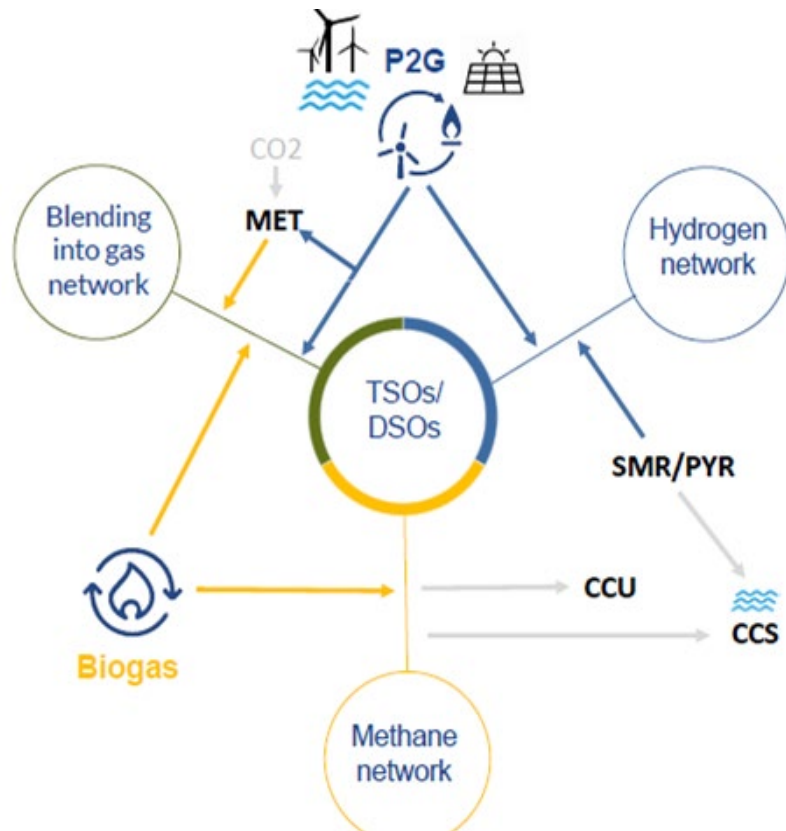 P2G
CO2
MET
Blending
into gas
network
Hydrogen
network
TSOs/
DSOs
SMR/PYR
CCU
CCS
Biogas
Methane
network